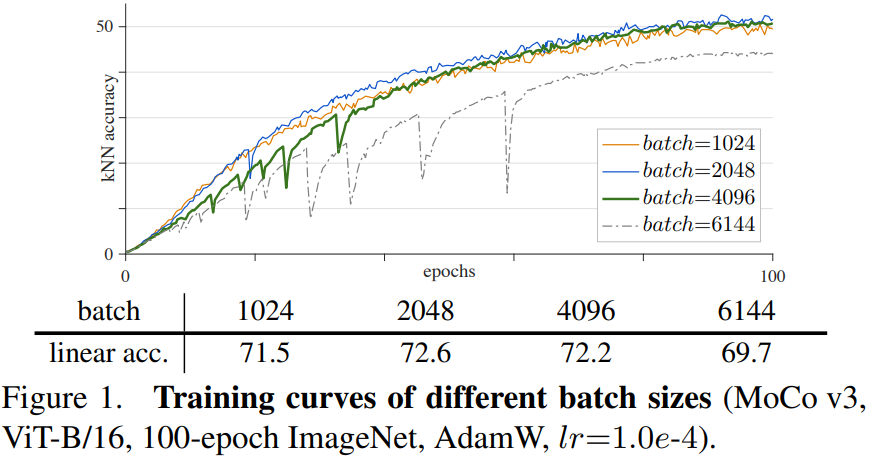 50
kNN accuracy
batch=1024
batch=2048
batch=4096
batch=6144
0
0
epochs
100
batch 1024 2048 4096 6144
linear acc. 71.5 72.6 72.2 69.7
Figure 1. Training curves of different batch sizes (MoCo v3,
ViT-B/16, 100-epoch ImageNet, AdamW, lr=1.0e-4).